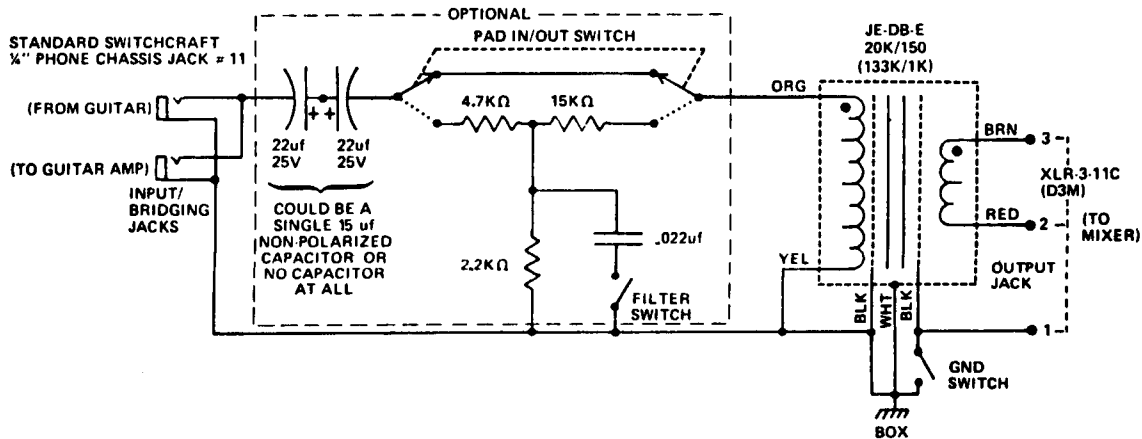 OPTIONAL
PAD IN/OUT SWITCH
STANDARD SWITCHCRAFT
¼" PHONE CHASSIS JACK # 11
(FROM GUITAR)
(TO GUITAR AMP)
INPUT/
BRIDGING
JACKS
+ +
22uf
25V
22uf
25V
COULD BE A
SINGLE 15 uf
NON-POLARIZED
CAPACITOR OR
NO CAPACITOR
AT ALL
4.7KΩ
15KΩ
2.2KΩ
.022uf
FILTER
SWITCH
JE-DB-E
20K/150
(133K/1K)
ORG
YEL
BLK
WHT
BLK
BRN
RED
3
2
1
XLR-3-11C
(D3M)
(TO
MIXER)
OUTPUT
JACK
GND
SWITCH
BOX